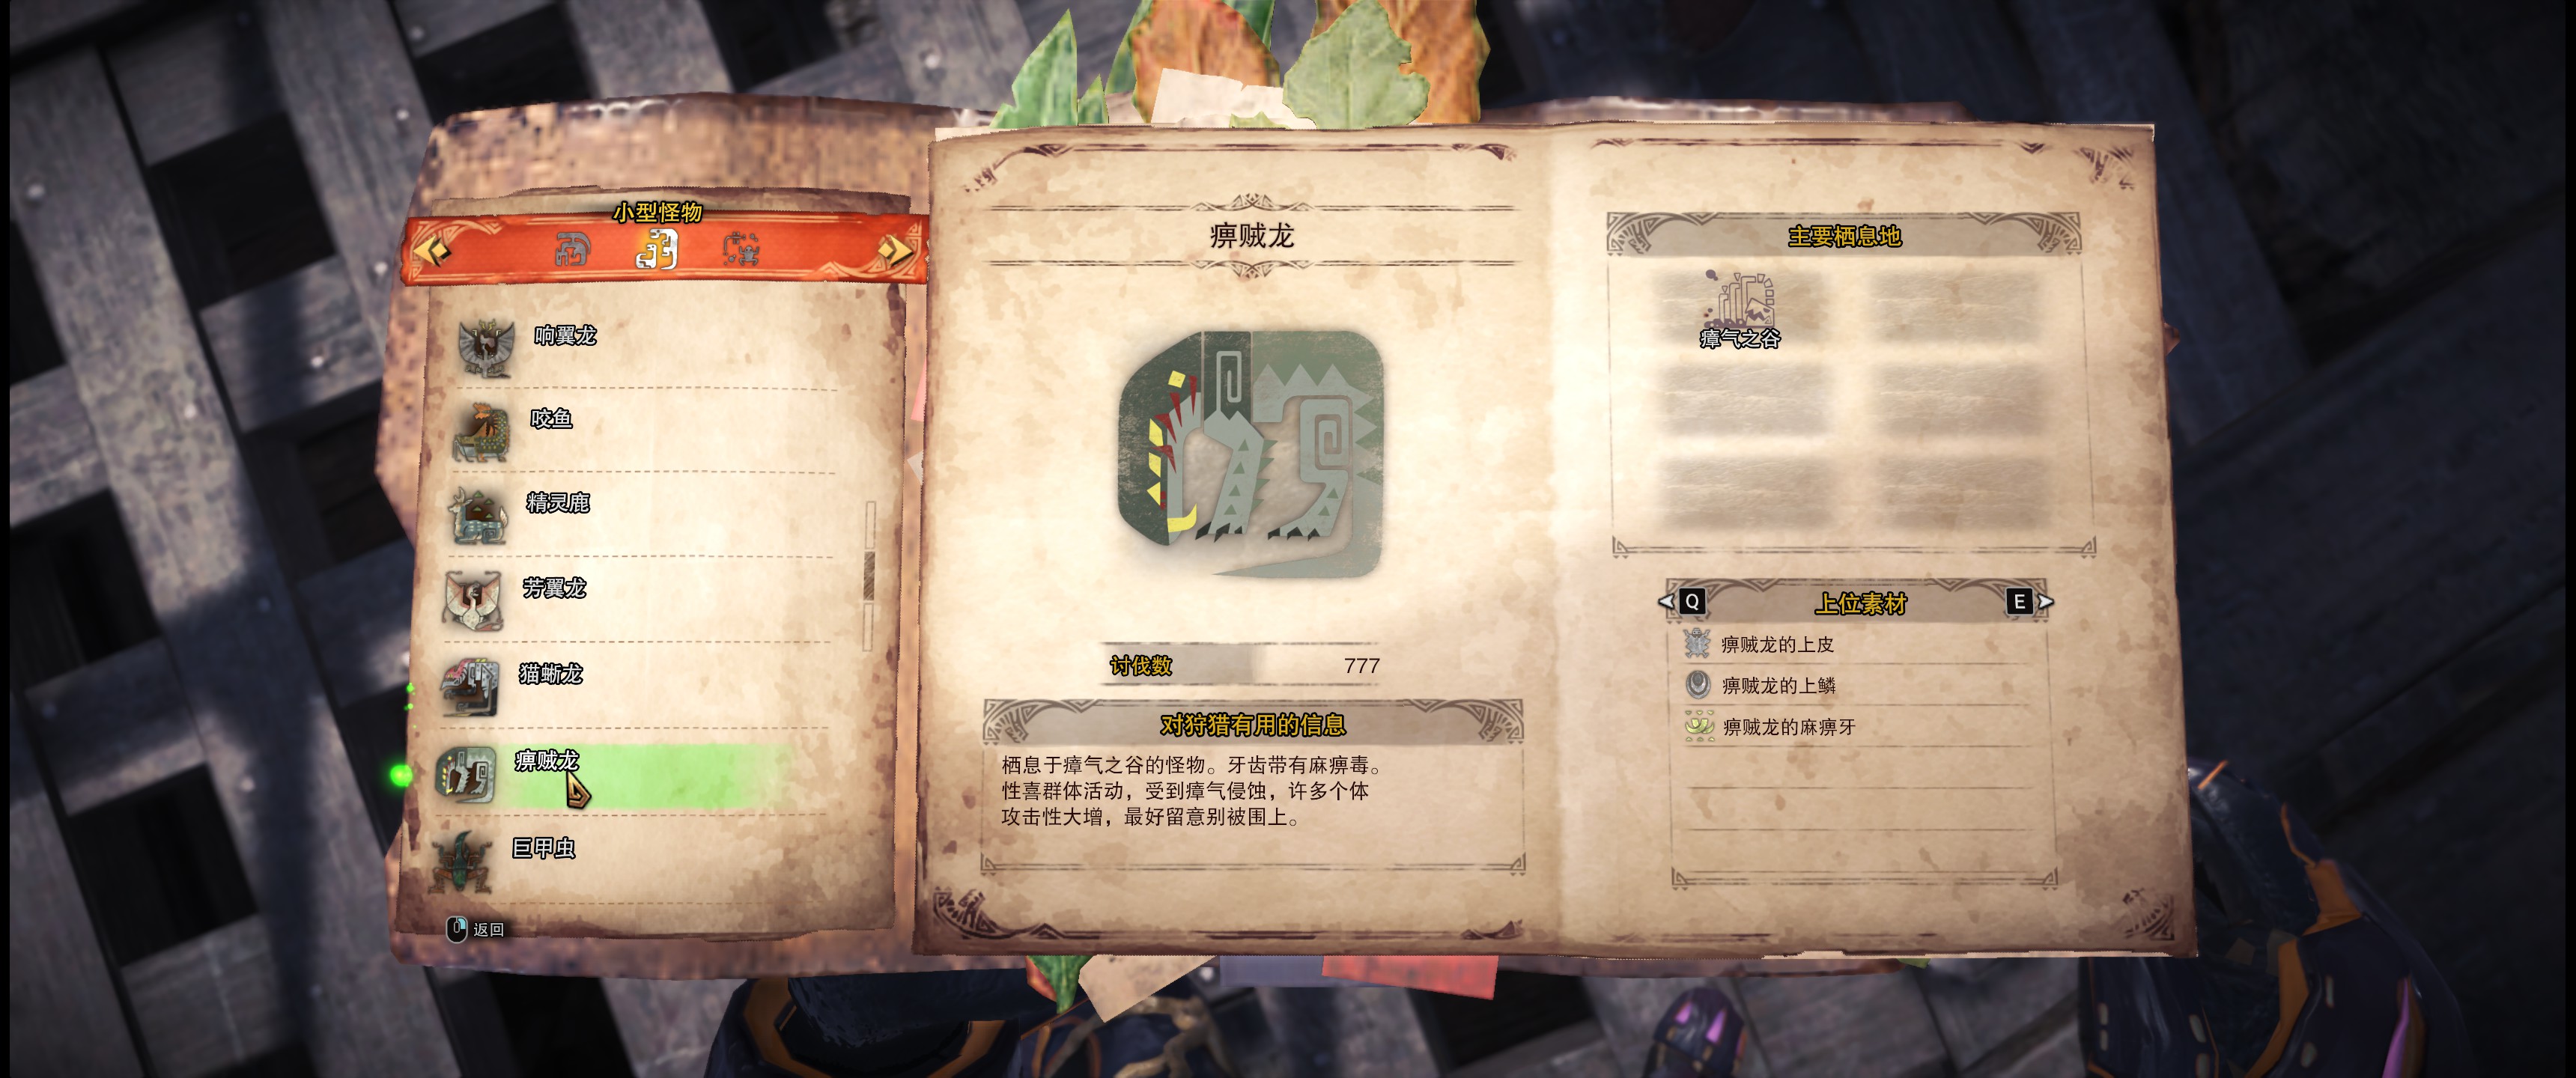 小型怪物
响翼龙
咬鱼
精灵鹿
芳翼龙
猫蜥龙
痹贼龙
巨甲虫
返回
痹贼龙
讨伐数 777
对狩猎有用的信息
栖息于瘴气之谷的怪物。牙齿带有麻痹毒。
性喜群体活动，受到瘴气侵蚀，许多个体
攻击性大增，最好留意别被围上。
主要栖息地
瘴气之谷
Q 上位素材 E
痹贼龙的上皮
痹贼龙的上鳞
痹贼龙的麻痹牙